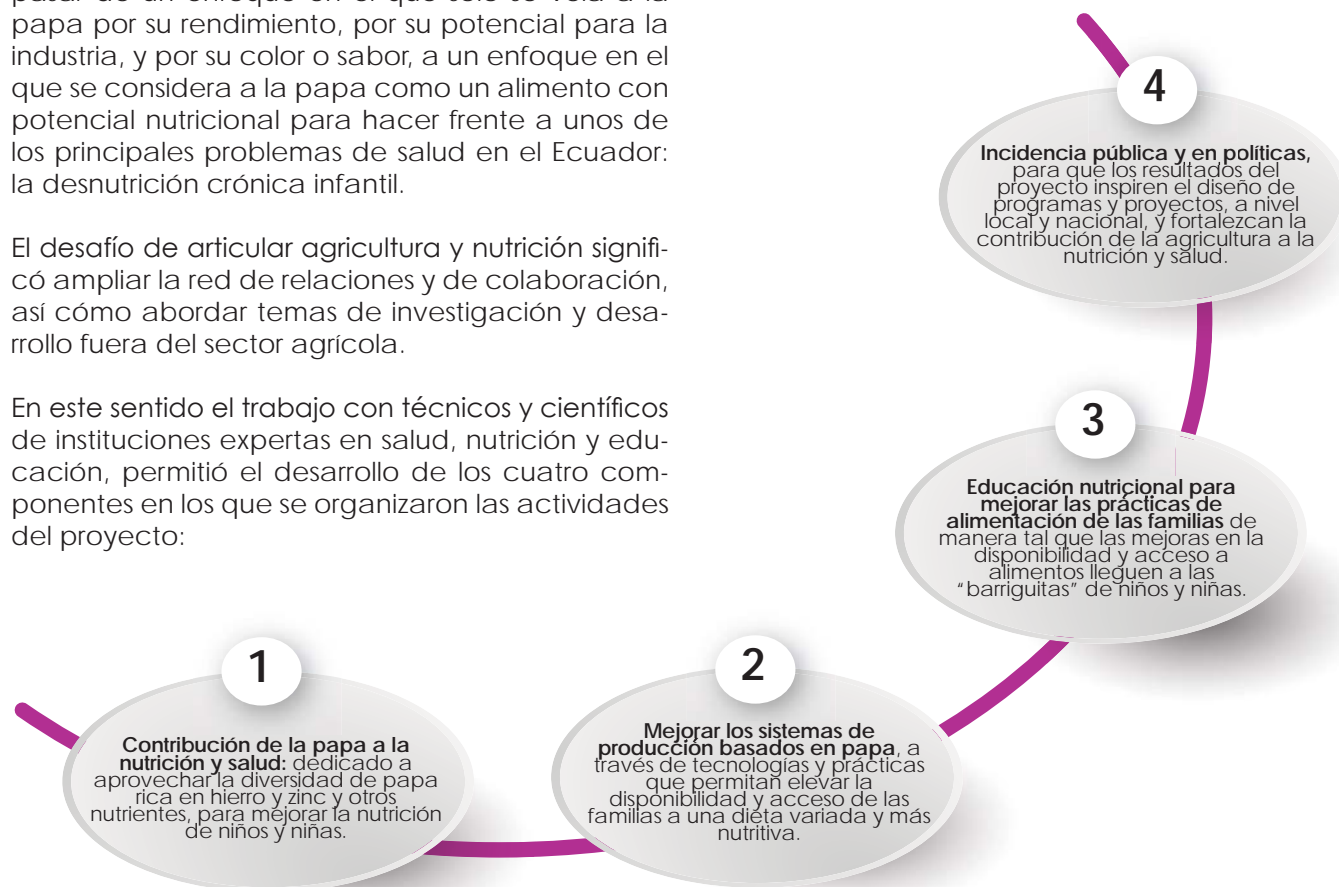 pasar de un enfoque en el que solo se veía a la
papa por su rendimiento, por su potencial para la
industria, y por su color o sabor, a un enfoque en el
que se considera a la papa como un alimento con
potencial nutricional para hacer frente a unos de
los principales problemas de salud en el Ecuador:
la desnutrición crónica infantil.
El desafío de articular agricultura y nutrición signifi-
có ampliar la red de relaciones y de colaboración,
así cómo abordar temas de investigación y desa-
rrollo fuera del sector agrícola.
En este sentido el trabajo con técnicos y científicos
de instituciones expertas en salud, nutrición y edu-
cación, permitió el desarrollo de los cuatro com-
ponentes en los que se organizaron las actividades
del proyecto:
1
Contribución de la papa a la
nutrición y salud: dedicado a
aprovechar la diversidad de papa
rica en hierro y zinc y otros
nutrientes, para mejorar la nutrición
de niños y niñas.
2
Mejorar los sistemas de
producción basados en papa, a
través de tecnologías y prácticas
que permitan elevar la
disponibilidad y acceso de las
familias a una dieta variada y más
nutritiva.
3
Educación nutricional para
mejorar las prácticas de
alimentación de las familias de
manera tal que las mejoras en la
disponibilidad y acceso a
alimentos lleguen a las
“barriguitas” de niños y niñas.
4
Incidencia pública y en políticas,
para que los resultados del
proyecto inspiren el diseño de
programas y proyectos, a nivel
local y nacional, y fortalezcan la
contribución de la agricultura a la
nutrición y salud.